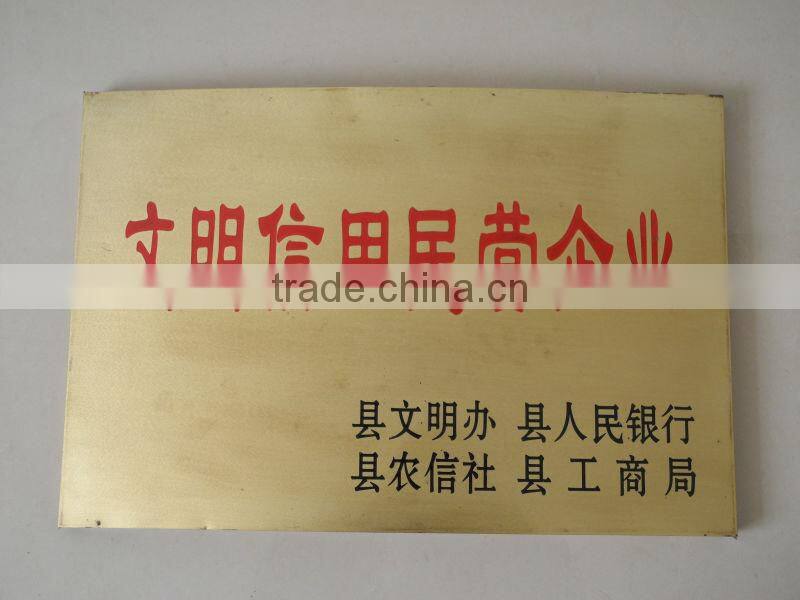 文明信用民营企业
trade.china.cn
县文明办 县人民银行
县农信社 县工商局